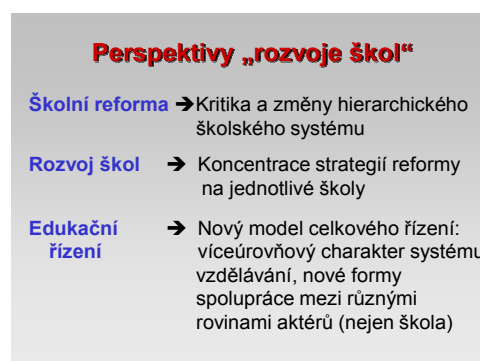 Perspektivy „rozvoje škol“
Školní reforma ➔Kritika a změny hierarchického
školského systému
Rozvoj škol ➔ Koncentrace strategií reformy
na jednotlivé školy
Edukační ➔ Nový model celkového řízení:
řízení víceúrovňový charakter systému
vzdělávání, nové formy
spolupráce mezi různými
rovinami aktérů (nejen škola)